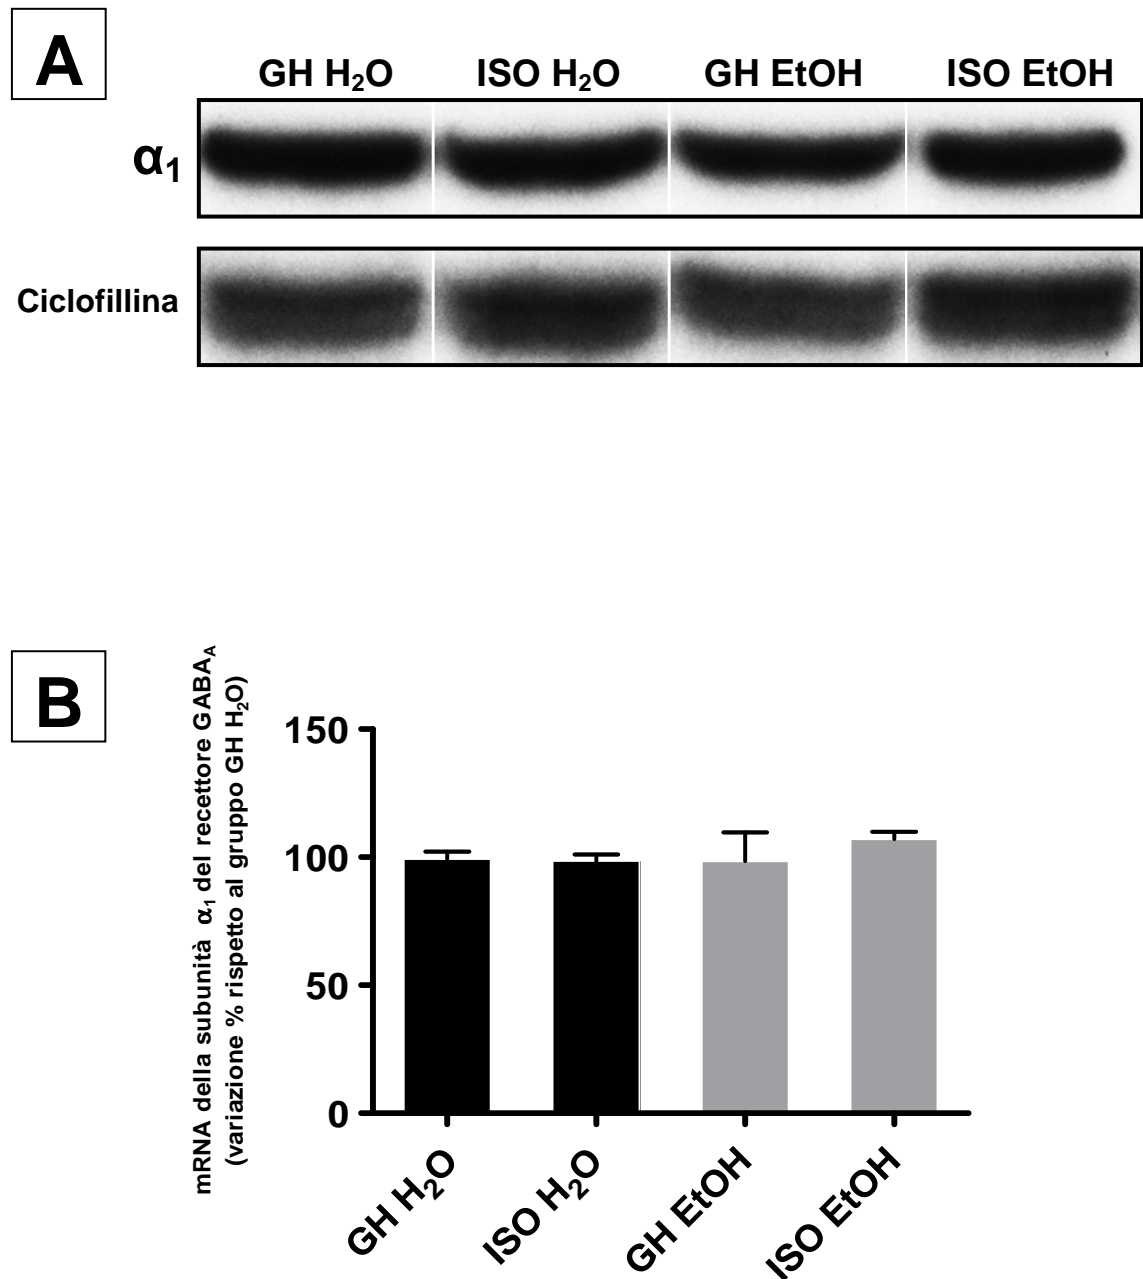 A
GH H₂O ISO H₂O GH EtOH ISO EtOH
α₁
Ciclofillina
B
mRNA della subunità α₁ del recettore GABA_A
(variazione % rispetto al gruppo GH H₂O)
150
100
50
0
GH H₂O ISO H₂O GH EtOH ISO EtOH